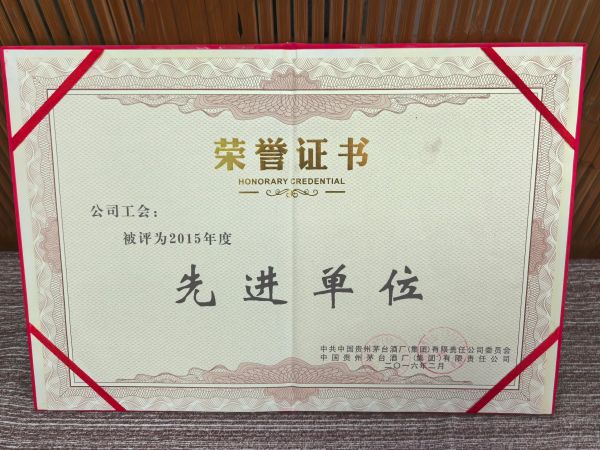 荣誉证书
HONORARY CREDENTIAL
公司工会：
被评为2015年度
先进单位
中共中国贵州茅台酒厂(集团)有限责任公司委员会
中国贵州茅台酒厂(集团)有限责任公司
二〇一六年二月